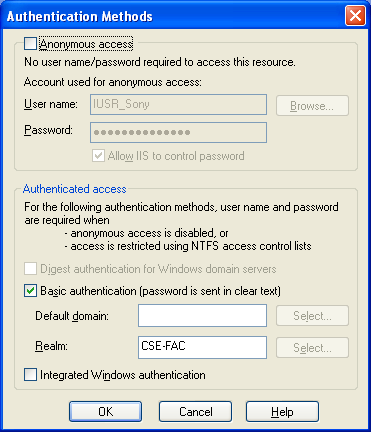 Authentication Methods
Anonymous access
No user name/password required to access this resource.
Account used for anonymous access:
User name: IUSR_Sony Browse...
Password: ●●●●●●●●●●●●●●
Allow IIS to control password
Authenticated access
For the following authentication methods, user name and password
are required when
- anonymous access is disabled, or
- access is restricted using NTFS access control lists
Digest authentication for Windows domain servers
Basic authentication (password is sent in clear text)
Default domain: Select...
Realm: CSE-FAC Select...
Integrated Windows authentication
OK Cancel Help